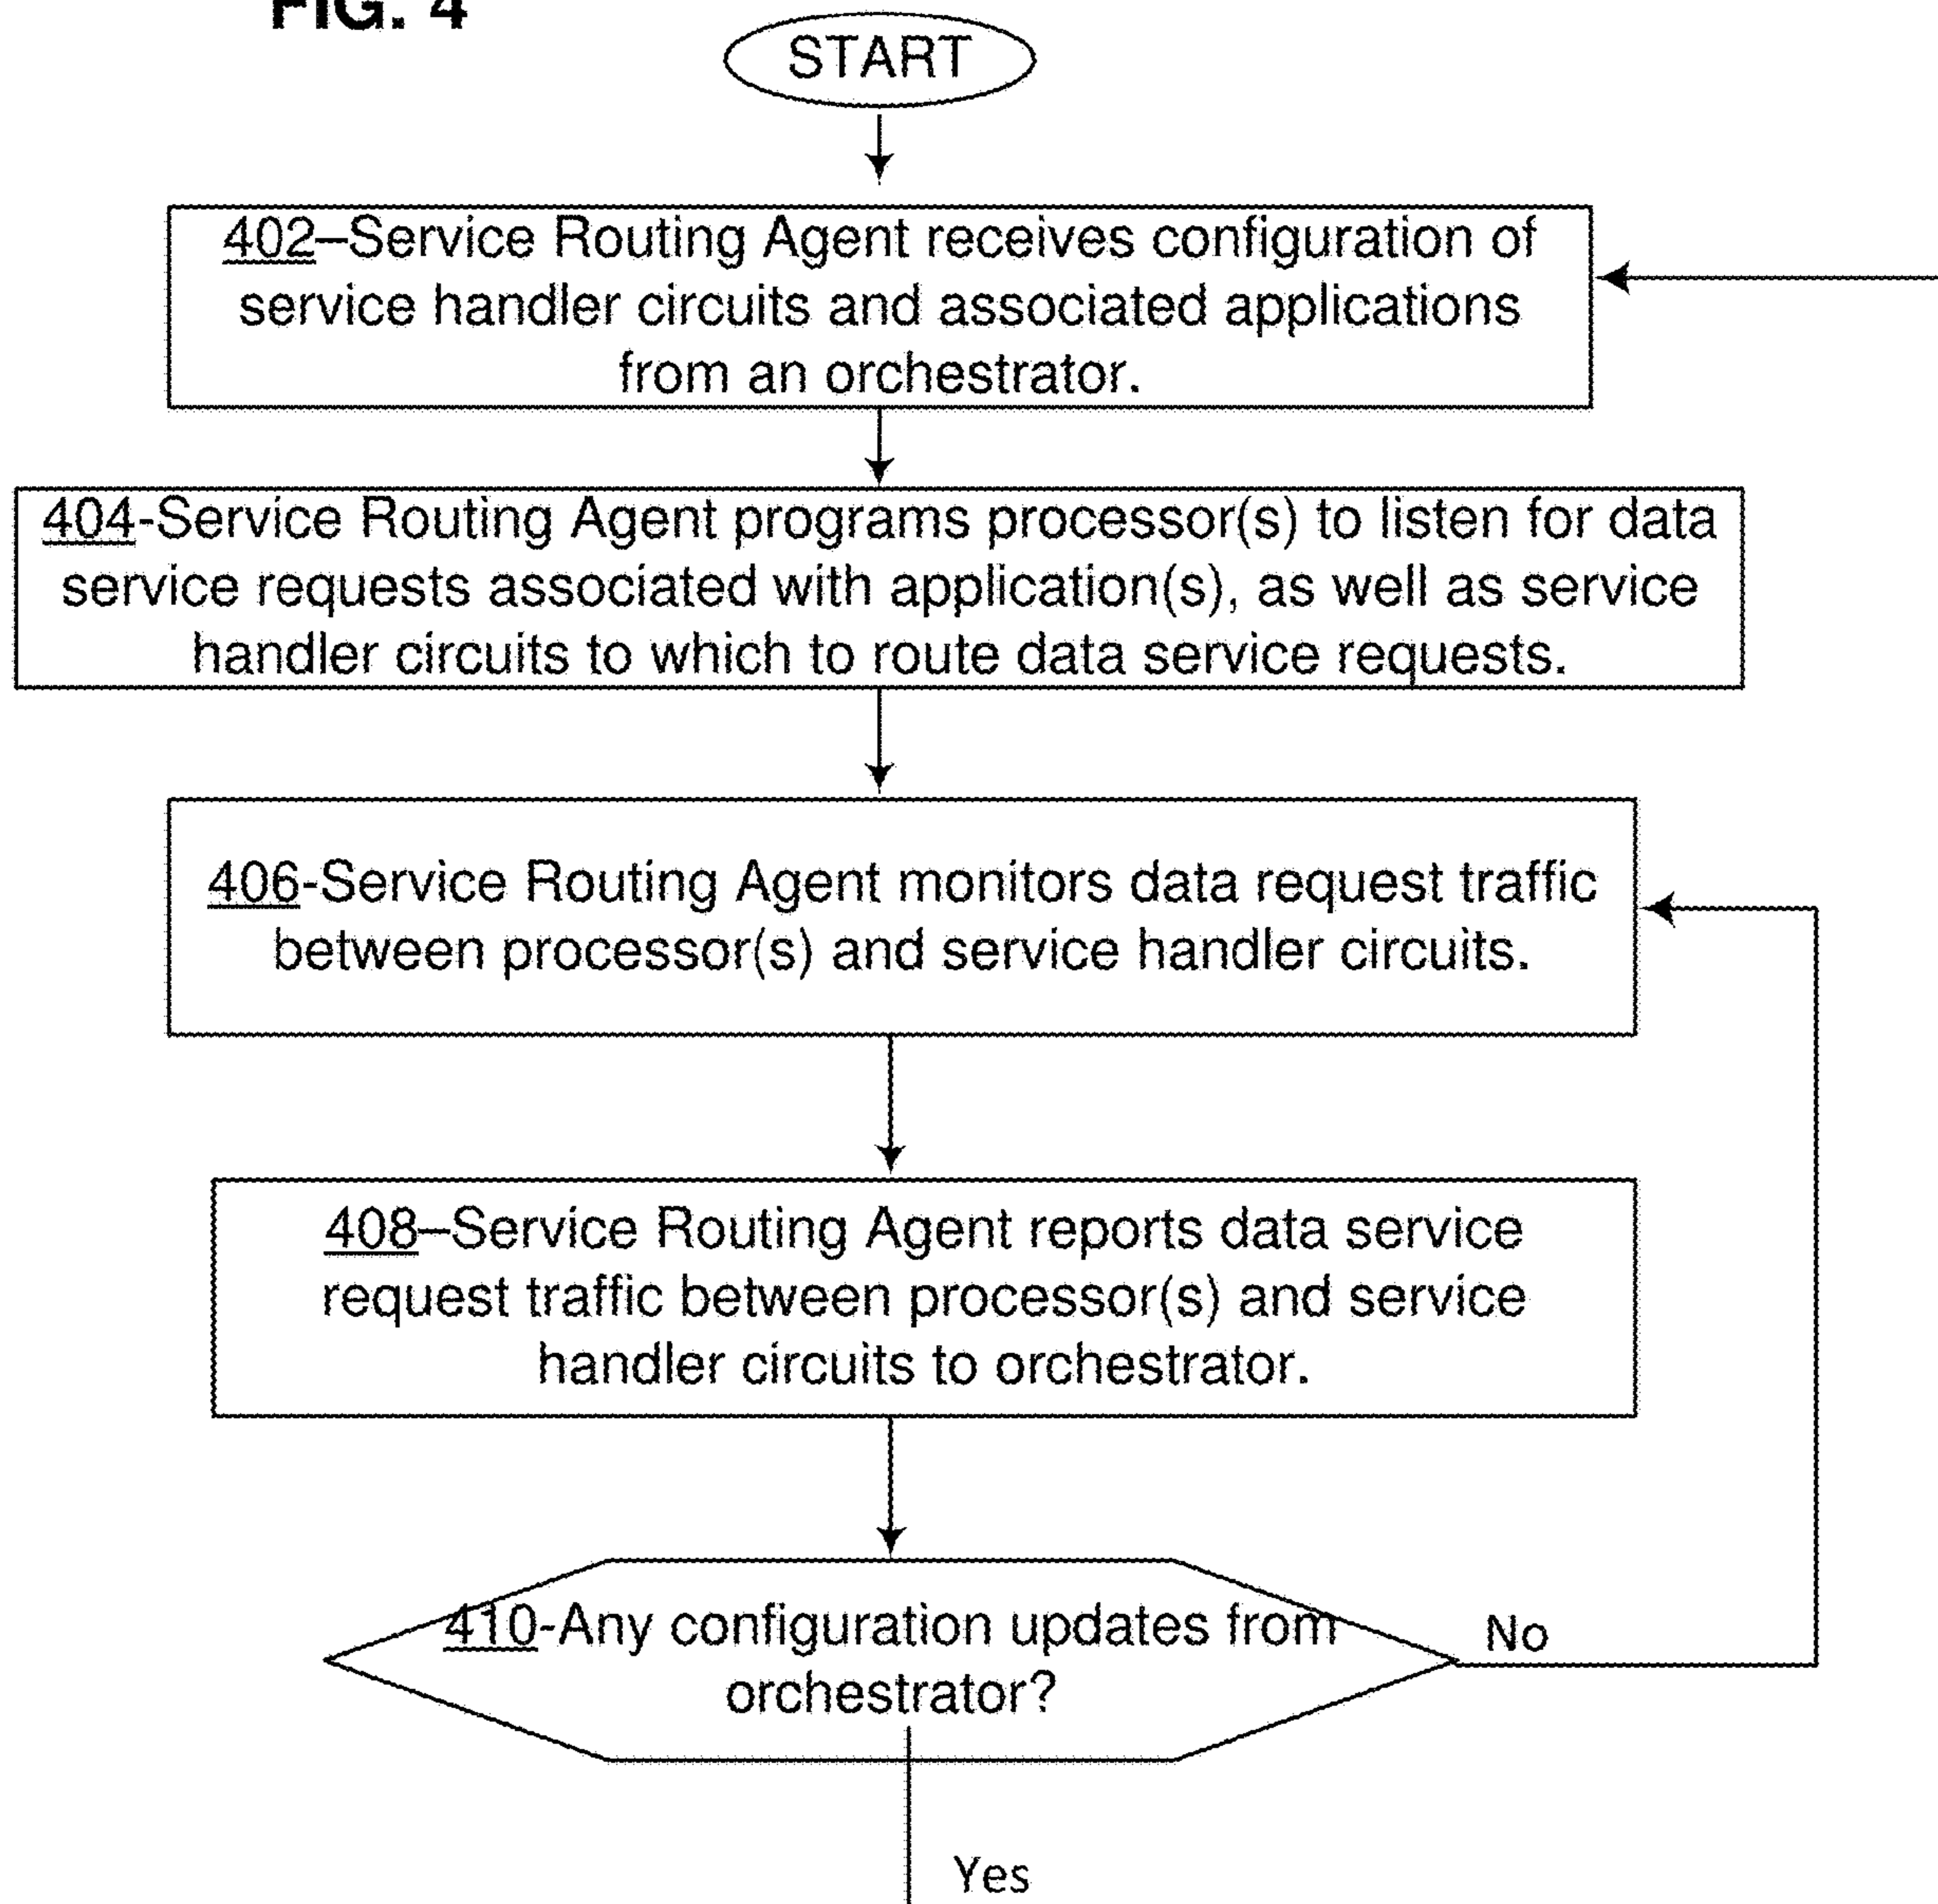 FIG. 4
START
402–Service Routing Agent receives configuration of
service handler circuits and associated applications
from an orchestrator.
404-Service Routing Agent programs processor(s) to listen for data
service requests associated with application(s), as well as service
handler circuits to which to route data service requests.
406-Service Routing Agent monitors data request traffic
between processor(s) and service handler circuits.
408–Service Routing Agent reports data service
request traffic between processor(s) and service
handler circuits to orchestrator.
410-Any configuration updates from
orchestrator?
No
Yes